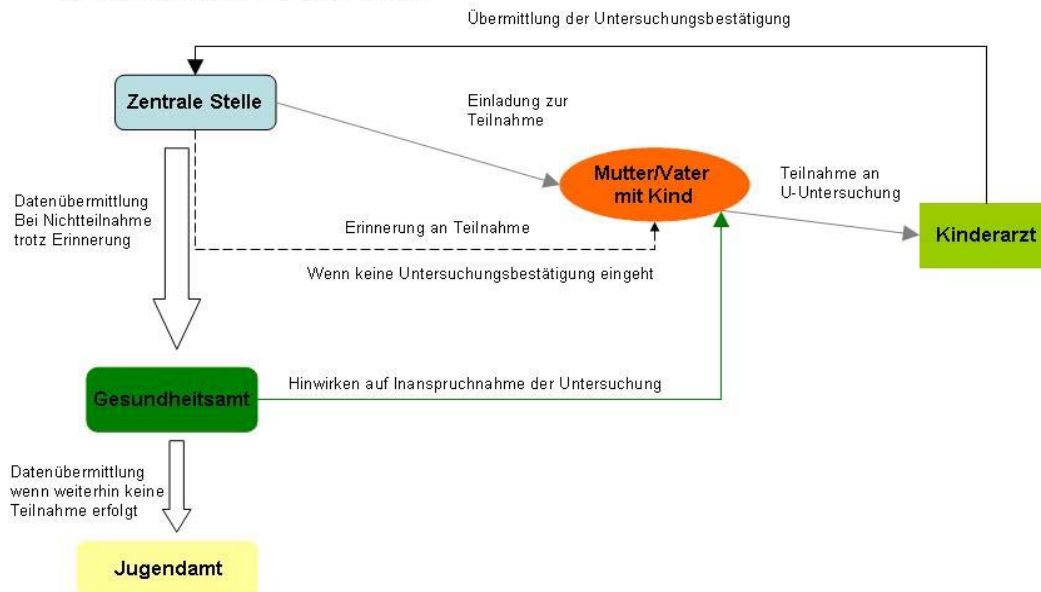 Übermittlung der Untersuchungsbestätigung
Zentrale Stelle
Einladung zur
Teilnahme
Mutter/Vater
mit Kind
Teilnahme an
U-Untersuchung
Kinderarzt
Datenübermittlung
Bei Nichtteilnahme
trotz Erinnerung
Erinnerung an Teilnahme
Wenn keine Untersuchungsbestätigung eingeht
Gesundheitsamt
Hinwirken auf Inanspruchnahme der Untersuchung
Datenübermittlung
wenn weiterhin keine
Teilnahme erfolgt
Jugendamt